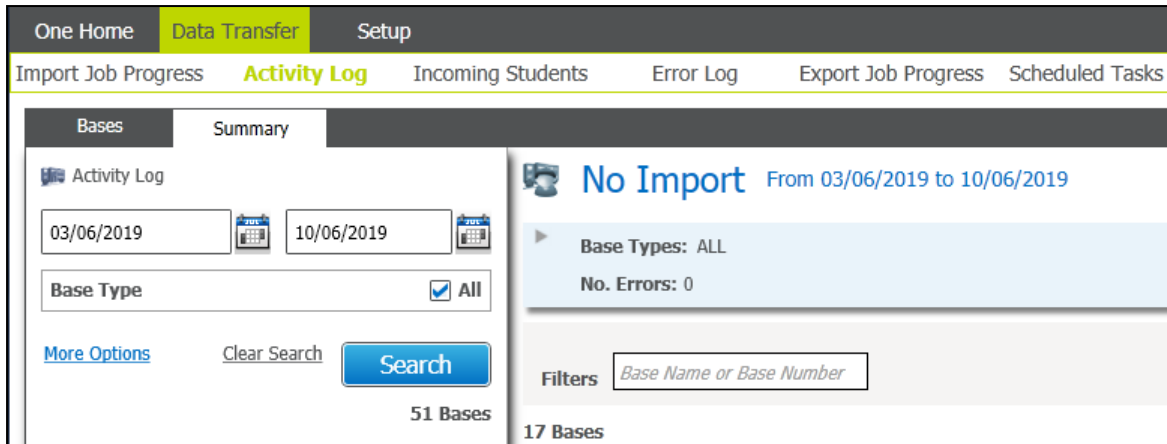 One Home Data Transfer Setup
Import Job Progress Activity Log Incoming Students Error Log Export Job Progress Scheduled Tasks
Bases Summary
Activity Log
03/06/2019 10/06/2019
Base Type All
More Options Clear Search Search
51 Bases
No Import From 03/06/2019 to 10/06/2019
Base Types: ALL
No. Errors: 0
Filters Base Name or Base Number
17 Bases